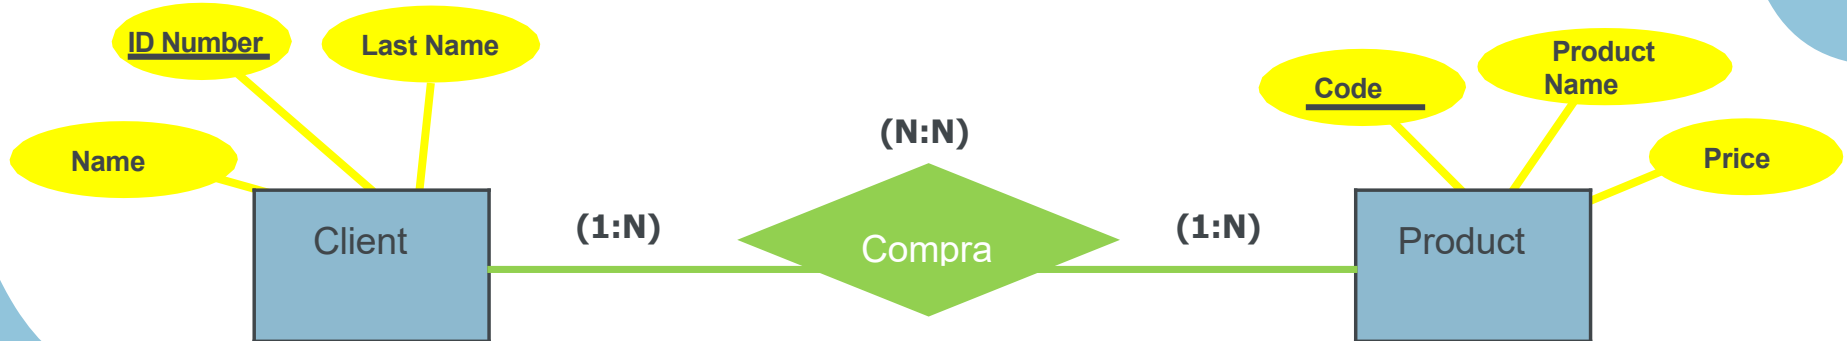 ID Number
Last Name
Name
Client
(1:N)
(N:N)
Compra
(1:N)
Code
Product
Name
Price
Product